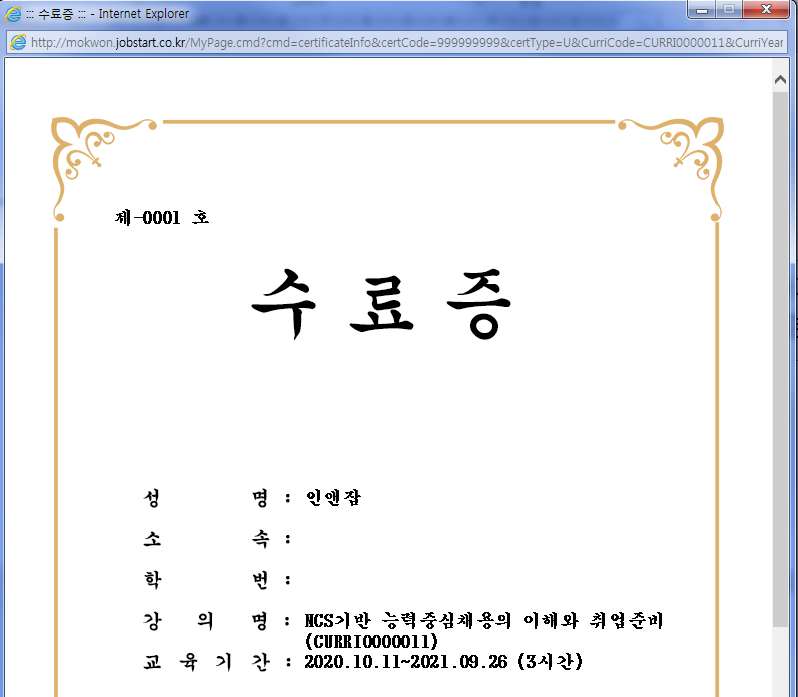 ::: 수료증 ::: - Internet Explorer
http://mokwon.jobstart.co.kr/MyPage.cmd?cmd=certificateInfo&certCode=999999999&certType=U&CurriCode=CURRI0000011&CurriYear
제-0001 호
수 료 증
성 명 : 인앤잡
소 속 :
학 번 :
강 의 명 : NCS기반 능력중심채용의 이해와 취업준비
(CURRI0000011)
교 육 기 간 : 2020.10.11~2021.09.26 (3시간)